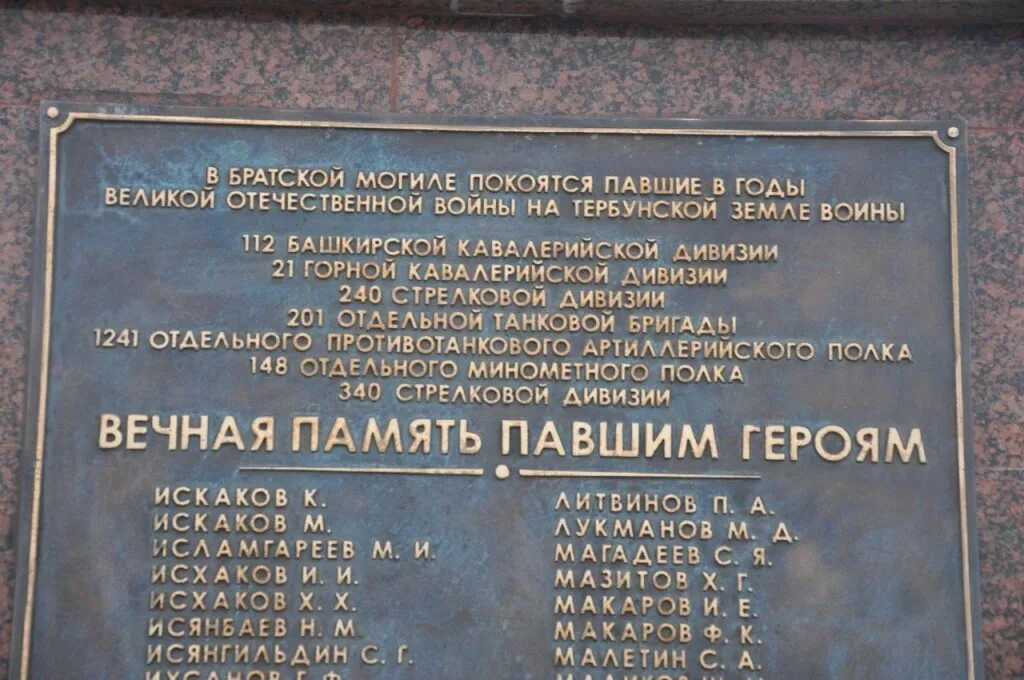 В БРАТСКОЙ МОГИЛЕ ПОКОЯТСЯ ПАВШИЕ В ГОДЫ
ВЕЛИКОЙ ОТЕЧЕСТВЕННОЙ ВОЙНЫ НА ТЕРБУНСКОЙ ЗЕМЛЕ ВОИНЫ
112 БАШКИРСКОЙ КАВАЛЕРИЙСКОЙ ДИВИЗИИ
21 ГОРНОЙ КАВАЛЕРИЙСКОЙ ДИВИЗИИ
240 СТРЕЛКОВОЙ ДИВИЗИИ
201 ОТДЕЛЬНОЙ ТАНКОВОЙ БРИГАДЫ
1241 ОТДЕЛЬНОГО ПРОТИВОТАНКОВОГО АРТИЛЛЕРИЙСКОГО ПОЛКА
148 ОТДЕЛЬНОГО МИНОМЕТНОГО ПОЛКА
340 СТРЕЛКОВОЙ ДИВИЗИИ
ВЕЧНАЯ ПАМЯТЬ ПАВШИМ ГЕРОЯМ
ИСКАКОВ К.
ИСКАКОВ М.
ИСЛАМГАРЕЕВ М. И.
ИСХАКОВ И. И.
ИСХАКОВ Х. Х.
ИСЯНБАЕВ Н. М.
ИСЯНГИЛЬДИН С. Г.
ИХСАНОВ Г. Ф.
ЛИТВИНОВ П. А.
ЛУКМАНОВ М. Д.
МАГАДЕЕВ С. Я.
МАЗИТОВ Х. Г.
МАКАРОВ И. Е.
МАКАРОВ Ф. К.
МАЛЕТИН С. А.
МАЛИКОВ